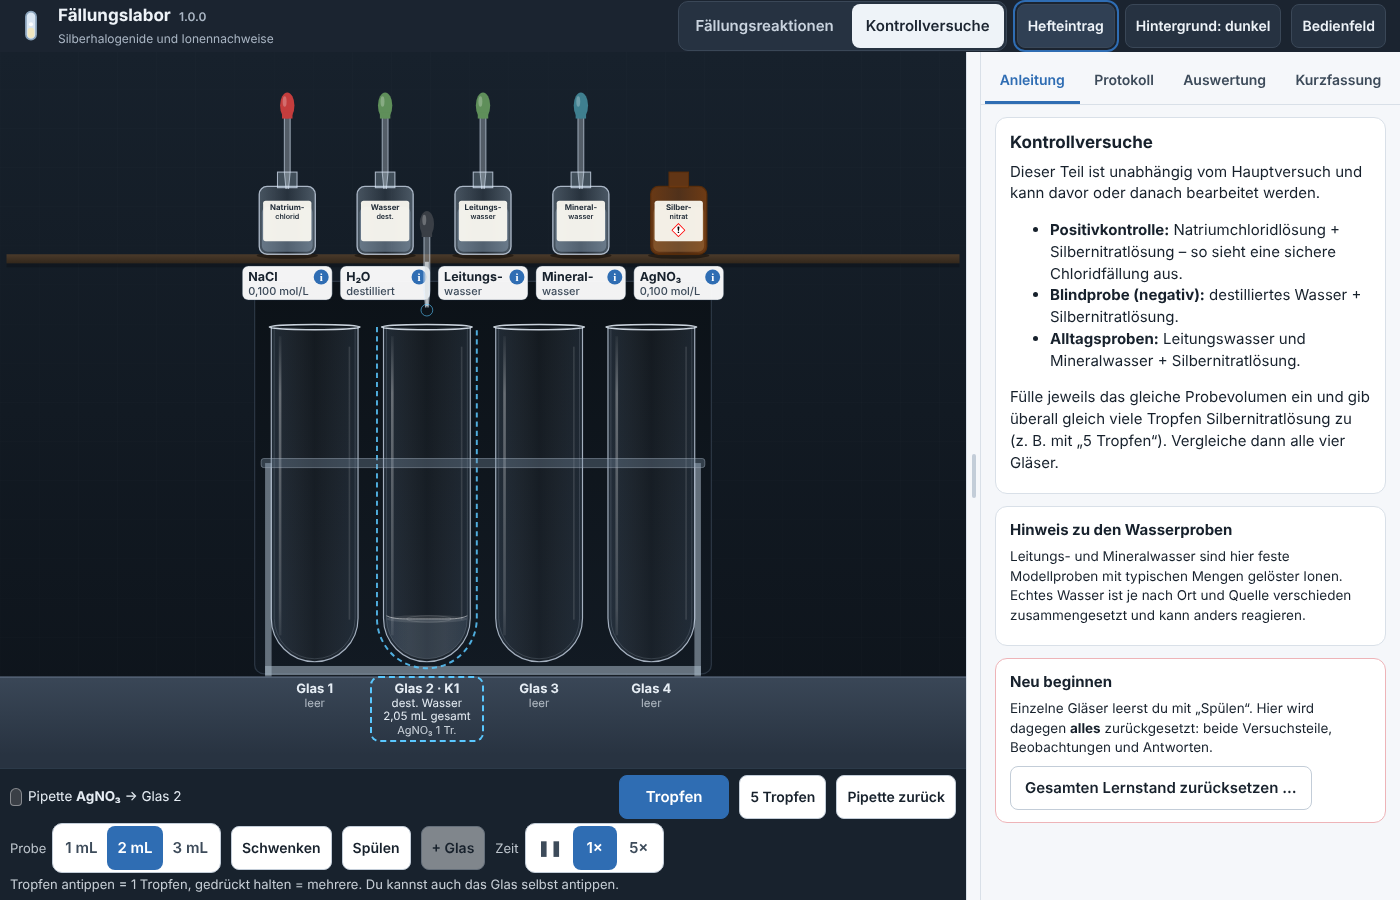 Fällungslabor 1.0.0
Silberhalogenide und Ionennachweise
Fällungsreaktionen
Kontrollversuche
Hefteintrag
Hintergrund: dunkel
Bedienfeld
Natrium-
chlorid
Wasser
dest.
Leitungs-
wasser
Mineral-
wasser
Silber-
nitrat
NaCl i
0,100 mol/L
H₂O i
destilliert
Leitungs- i
wasser
Mineral- i
wasser
AgNO₃ i
0,100 mol/L
Glas 1
leer
Glas 2 · K1
dest. Wasser
2,05 mL gesamt
AgNO₃ 1 Tr.
Glas 3
leer
Glas 4
leer
Pipette AgNO₃ → Glas 2
Tropfen
5 Tropfen
Pipette zurück
Probe 1 mL 2 mL 3 mL
Schwenken
Spülen
+ Glas
Zeit 1× 5×
Tropfen antippen = 1 Tropfen, gedrückt halten = mehrere. Du kannst auch das Glas selbst antippen.
Anleitung
Protokoll
Auswertung
Kurzfassung
Kontrollversuche
Dieser Teil ist unabhängig vom Hauptversuch und
kann davor oder danach bearbeitet werden.
• Positivkontrolle: Natriumchloridlösung +
Silbernitratlösung – so sieht eine sichere
Chloridfällung aus.
• Blindprobe (negativ): destilliertes Wasser +
Silbernitratlösung.
• Alltagsproben: Leitungswasser und
Mineralwasser + Silbernitratlösung.
Fülle jeweils das gleiche Probevolumen ein und gib
überall gleich viele Tropfen Silbernitratlösung zu
(z. B. mit „5 Tropfen“). Vergleiche dann alle vier
Gläser.
Hinweis zu den Wasserproben
Leitungs- und Mineralwasser sind hier feste
Modellproben mit typischen Mengen gelöster Ionen.
Echtes Wasser ist je nach Ort und Quelle verschieden
zusammengesetzt und kann anders reagieren.
Neu beginnen
Einzelne Gläser leerst du mit „Spülen“. Hier wird
dagegen alles zurückgesetzt: beide Versuchsteile,
Beobachtungen und Antworten.
Gesamten Lernstand zurücksetzen ...